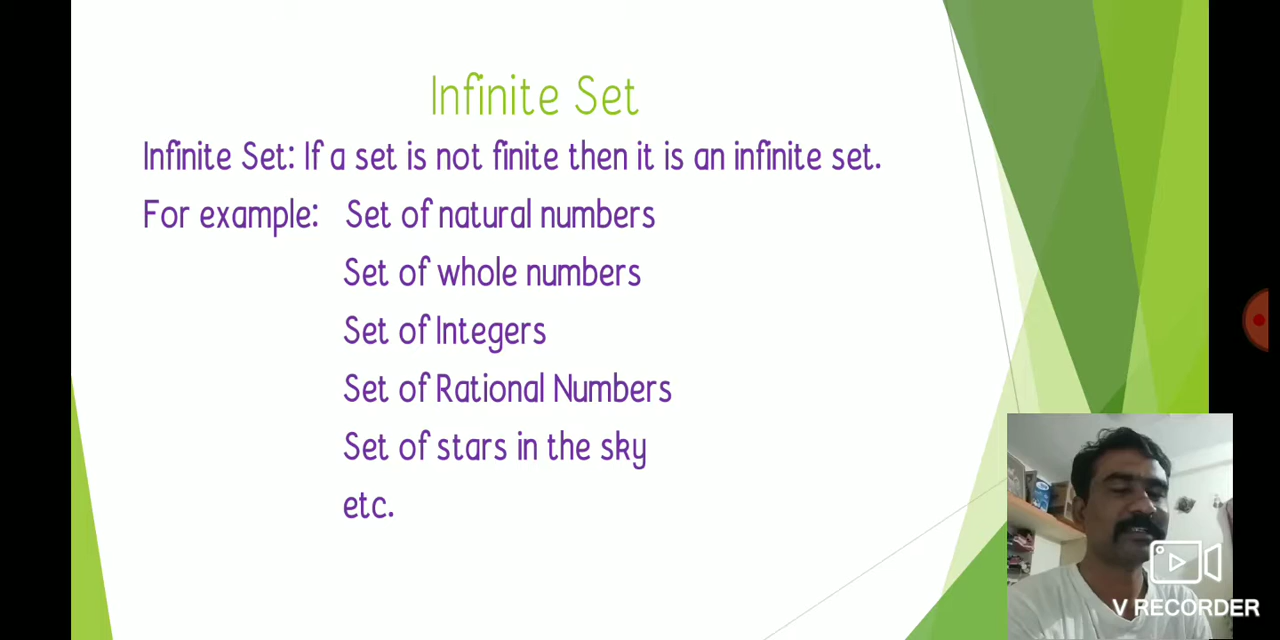 Infinite Set
Infinite Set: If a set is not finite then it is an infinite set.
For example: Set of natural numbers
Set of whole numbers
Set of Integers
Set of Rational Numbers
Set of stars in the sky
etc.
V RECORDER